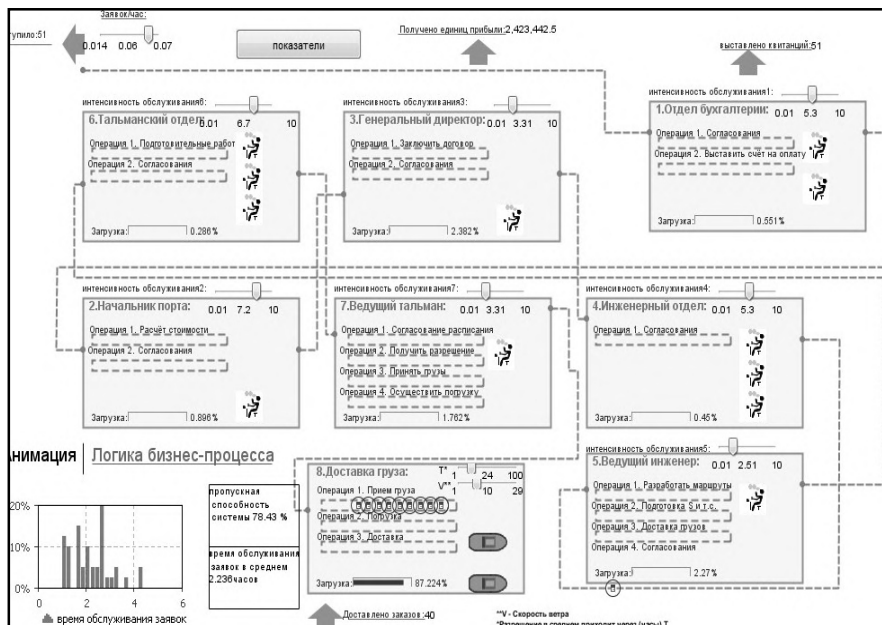 Заявок/час:
тупило:51
0.014 0.06 0.07
показатели
Получено единиц прибыли:2,423,442.5
выставлено квитанций:51
интенсивность обслуживания6:
6.Тальманский отдел:
0.01 6.7 10
Операция 1. Подготовительные работ
Операция 2. Согласования
Загрузка: 0.286%
интенсивность обслуживания3:
3.Генеральный директор:
0.01 3.31 10
Операция 1. Заключить договор
Операция 2. Согласования
Загрузка: 2.382%
интенсивность обслуживания1:
1.Отдел бухгалтерии:
0.01 5.3 10
Операция 1. Согласования
Операция 2. Выставить счёт на оплату
Загрузка: 0.551%
интенсивность обслуживания2:
2.Начальник порта:
0.01 7.2 10
Операция 1. Расчёт стоимости
Операция 2. Согласования
Загрузка: 0.896%
интенсивность обслуживания7:
7.Ведущий тальман:
0.01 3.31 10
Операция 1. Согласование расписания
Операция 2. Получить разрешение
Операция 3. Принять грузы
Операция 4. Осуществить погрузку
Загрузка: 1.762%
интенсивность обслуживания4:
4.Инженерный отдел:
0.01 5.3 10
Операция 1. Согласования
Загрузка: 0.45%
интенсивность обслуживания5:
5.Ведущий инженер:
0.01 2.51 10
Операция 1. Разработать маршруты
Операция 2. Подготовка S и т.с.
Операция 3. Доставка грузов
Операция 4. Согласования
Загрузка: 2.27%
Анимация | Логика бизнес-процесса
20%
10%
0%
0 2 4 6
время обслуживания заявок
пропускная
способность
системы 78.43 %
время обслуживания
заявок в среднем
2.236часов
8.Доставка груза:
T* 1 24 100
V** 1 10 29
Операция 1. Прием груза
Операция 2. Погрузка
Операция 3. Доставка
Загрузка: 87.224%
Доставлено заказов :40
**V - Скорость ветра
*Разрешение в среднем приходит через (часы) T